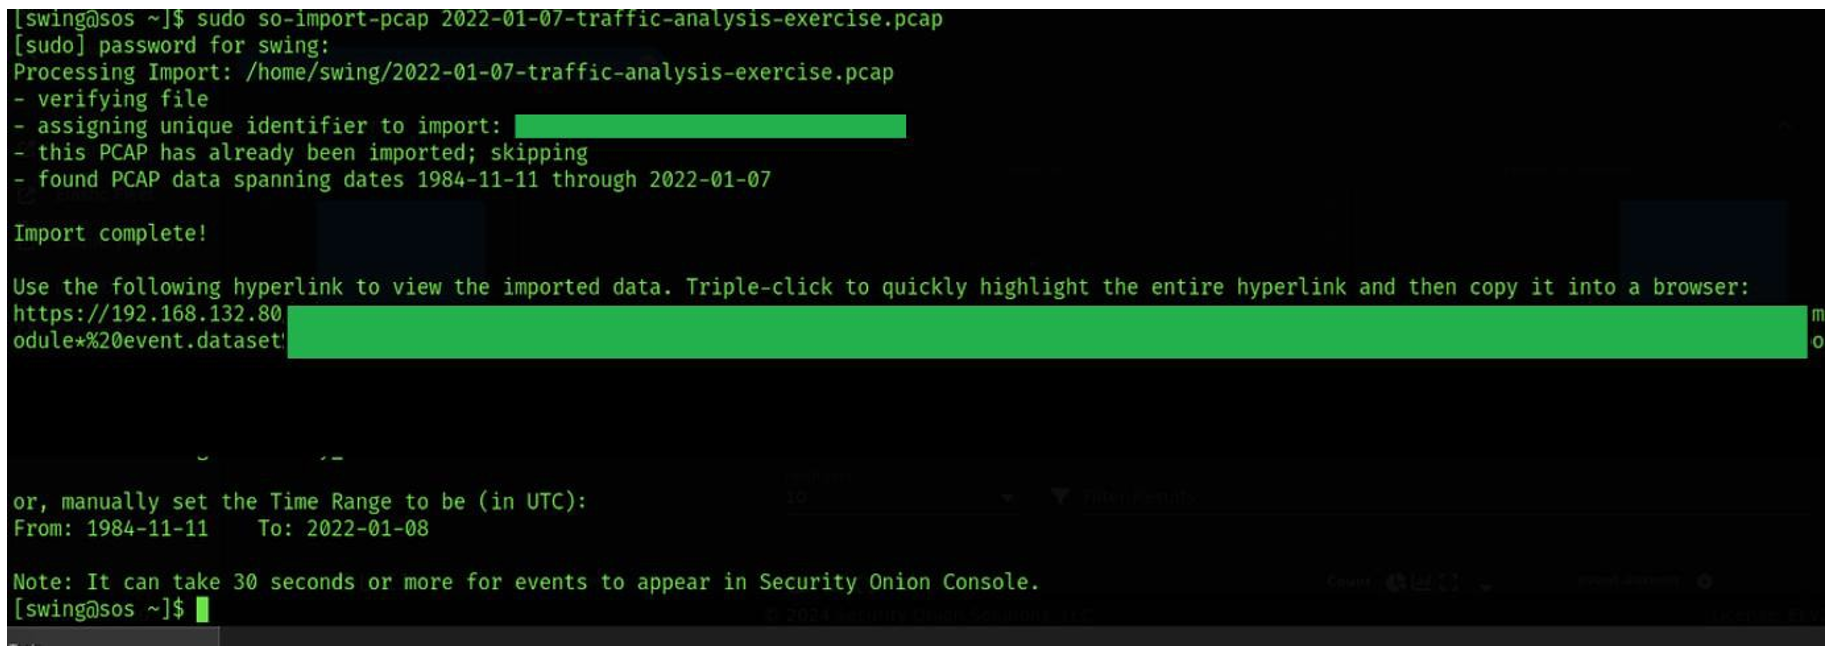 [swing@sos ~]$ sudo so-import-pcap 2022-01-07-traffic-analysis-exercise.pcap
[sudo] password for swing:
Processing Import: /home/swing/2022-01-07-traffic-analysis-exercise.pcap
- verifying file
- assigning unique identifier to import:
- this PCAP has already been imported; skipping
- found PCAP data spanning dates 1984-11-11 through 2022-01-07
Import complete!
Use the following hyperlink to view the imported data. Triple-click to quickly highlight the entire hyperlink and then copy it into a browser:
https://192.168.132.80 m
odule*%20event.dataset o
or, manually set the Time Range to be (in UTC):
From: 1984-11-11    To: 2022-01-08
Note: It can take 30 seconds or more for events to appear in Security Onion Console.
[swing@sos ~]$